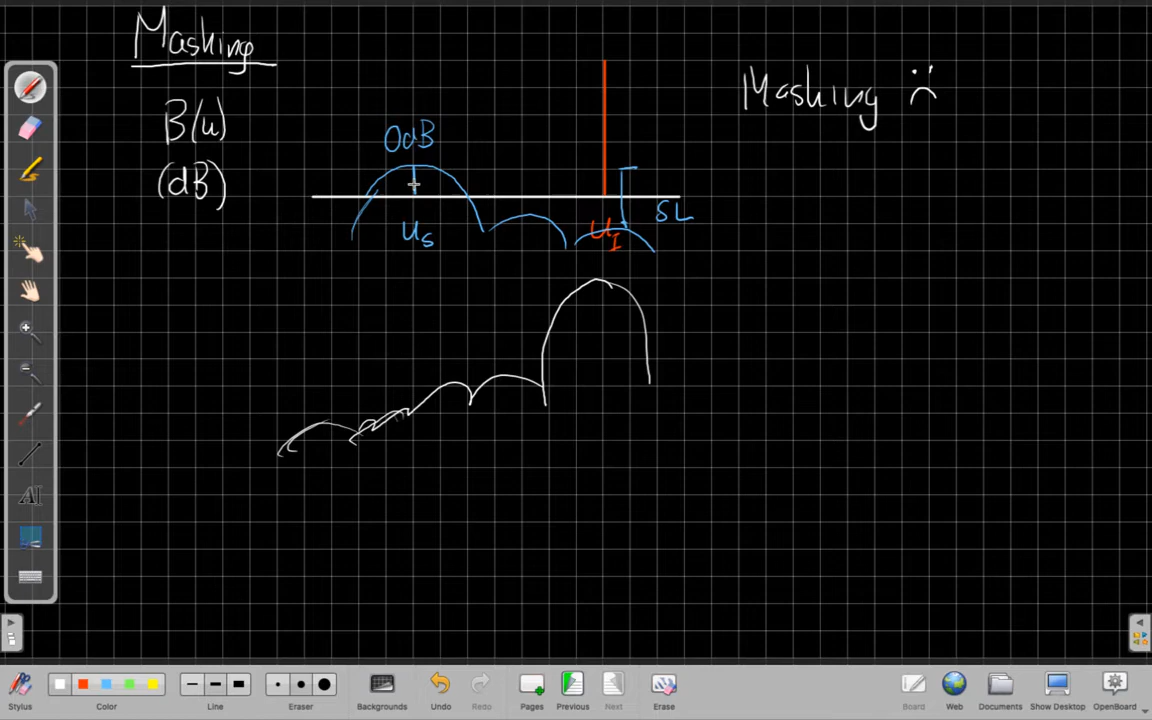 Masking
B(u)
(dB)
0dB
Masking
us
uI
SL
AI
Stylus
Color
Line
Eraser
Backgrounds
Undo
Redo
Pages
Previous
Next
Erase
Board
Web
Documents
Show Desktop
OpenBoard